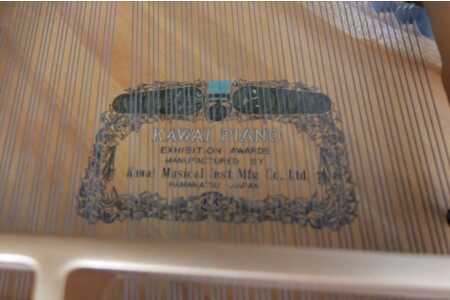 KAWAI PIANO
EXHIBITION AWARDS
MANUFACTURED BY
Kawai Musical Inst. Mfg. Co., Ltd.
HAMAMATSU JAPAN